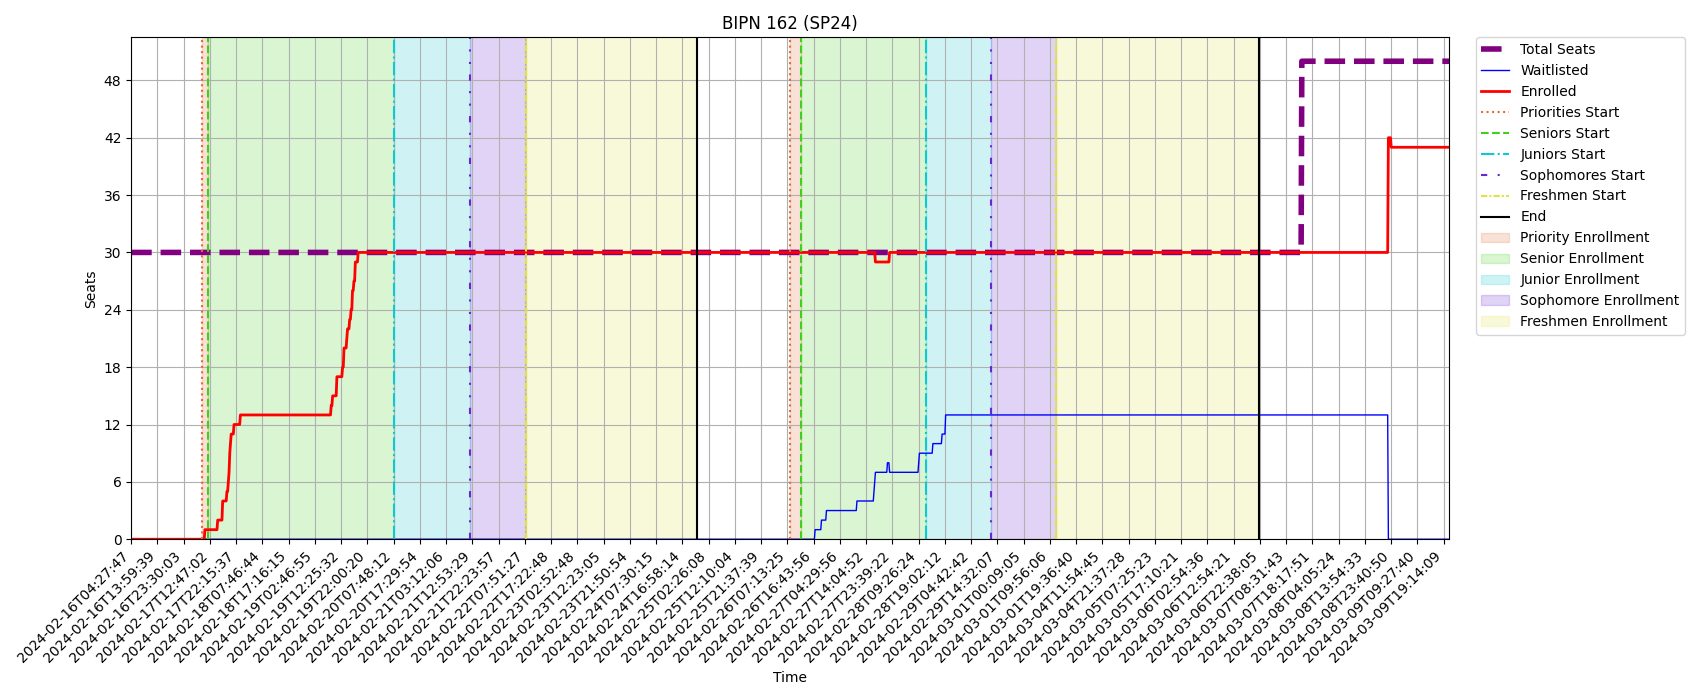 BIPN 162 (SP24)
Seats
48
42
36
30
24
18
12
6
0
2024-02-16T04:27:47
2024-02-16T13:59:39
2024-02-16T23:30:03
2024-02-17T12:47:02
2024-02-17T22:15:37
2024-02-18T07:46:44
2024-02-18T17:16:15
2024-02-19T02:46:55
2024-02-19T12:25:32
2024-02-19T22:00:20
2024-02-20T07:48:12
2024-02-20T17:29:54
2024-02-21T03:12:06
2024-02-21T12:53:29
2024-02-21T22:23:57
2024-02-22T07:51:27
2024-02-22T17:22:48
2024-02-23T02:52:48
2024-02-23T12:23:05
2024-02-23T21:50:54
2024-02-24T07:30:15
2024-02-24T16:58:14
2024-02-25T02:26:09
2024-02-25T12:10:04
2024-02-25T21:37:39
2024-02-26T07:13:25
2024-02-26T16:43:56
2024-02-27T04:29:56
2024-02-27T14:04:52
2024-02-27T23:39:22
2024-02-28T09:26:24
2024-02-28T19:02:12
2024-02-29T04:42:42
2024-02-29T14:32:07
2024-03-01T00:09:05
2024-03-01T09:56:06
2024-03-01T19:36:40
2024-03-04T11:54:45
2024-03-04T21:37:28
2024-03-05T07:25:23
2024-03-05T17:10:21
2024-03-06T02:54:36
2024-03-06T12:54:21
2024-03-06T22:38:05
2024-03-07T08:31:43
2024-03-07T18:17:51
2024-03-08T04:05:24
2024-03-08T13:54:33
2024-03-08T23:40:50
2024-03-09T09:27:40
2024-03-09T19:14:09
Time
Total Seats
Waitlisted
Enrolled
Priorities Start
Seniors Start
Juniors Start
Sophomores Start
Freshmen Start
End
Priority Enrollment
Senior Enrollment
Junior Enrollment
Sophomore Enrollment
Freshmen Enrollment